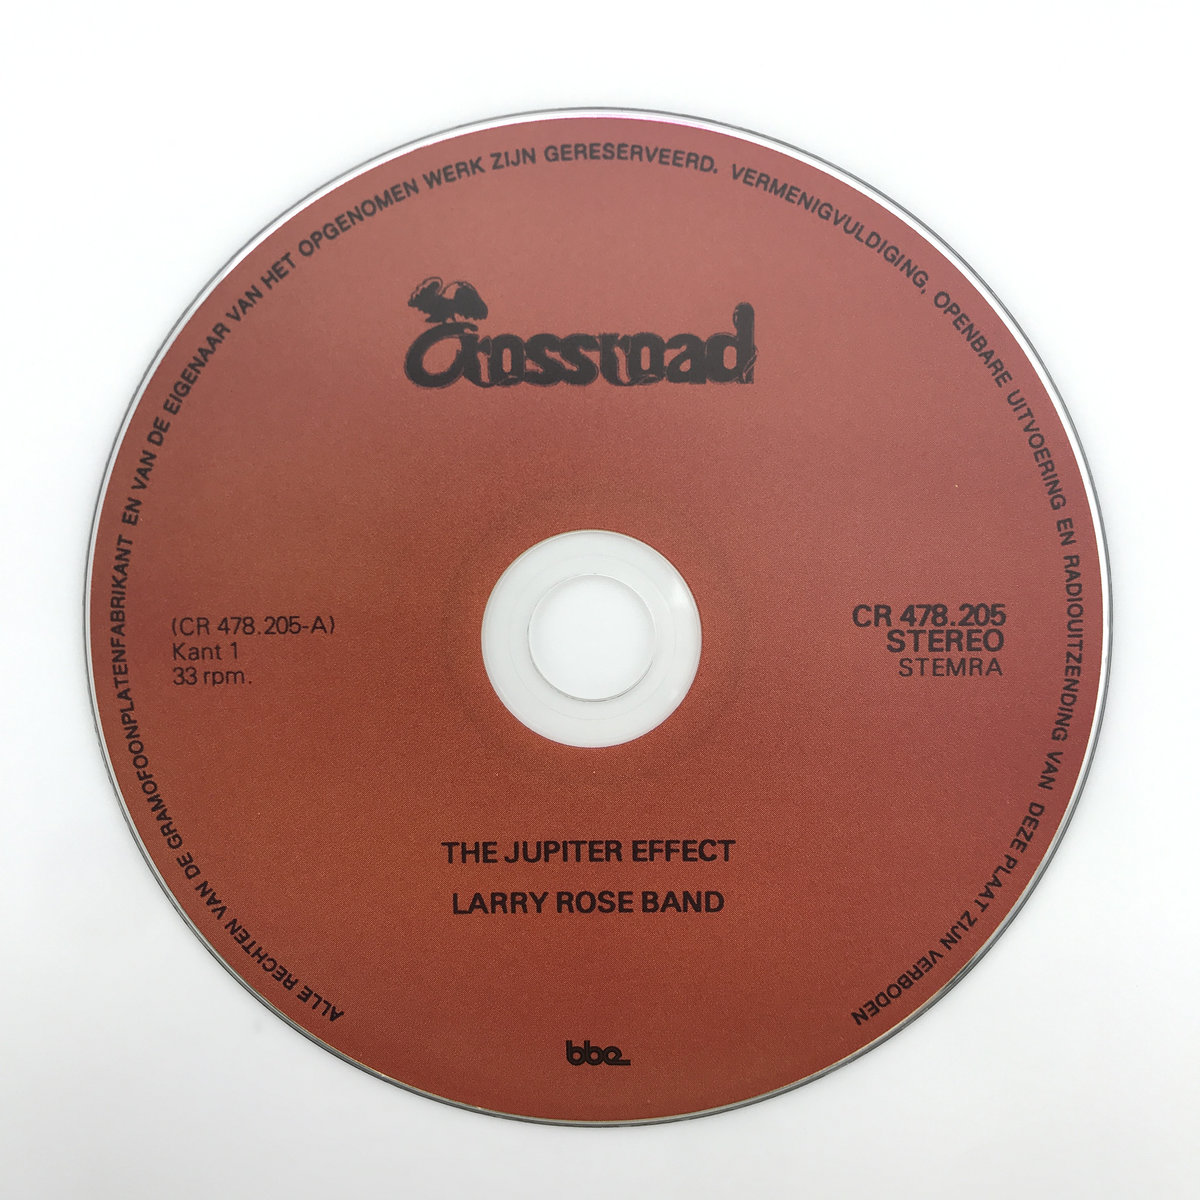 ALLE RECHTEN VAN DE GRAMOFOONPLATENFABRIKANT EN VAN DE EIGENAAR VAN HET OPGENOMEN WERK ZIJN GERESERVEERD. VERMENIGVULDIGING, OPENBARE UITVOERING EN RADIOUITZENDING VAN DEZE PLAAT ZIJN VERBODEN
Crossroad
(CR 478.205-A)
Kant 1
33 rpm.
CR 478.205
STEREO
STEMRA
THE JUPITER EFFECT
LARRY ROSE BAND
bbe